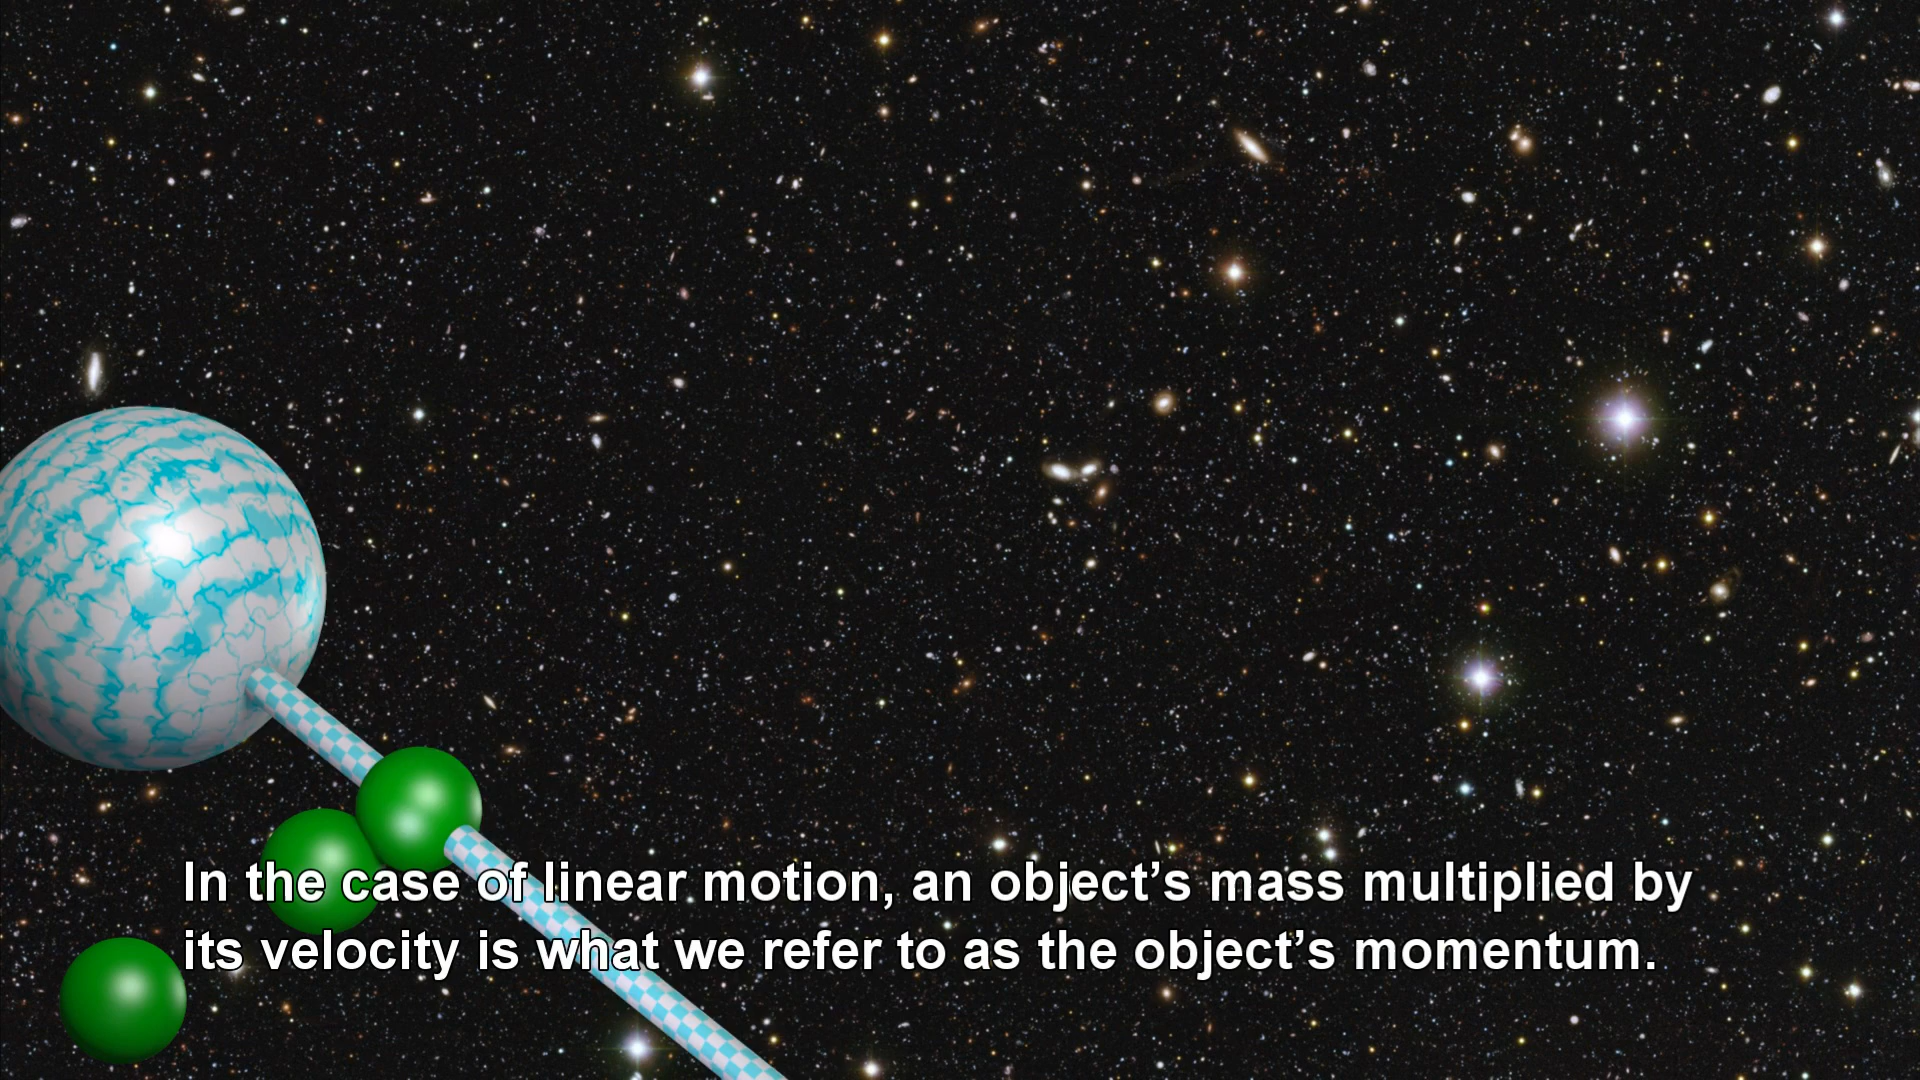 In the case of linear motion, an object’s mass multiplied by
its velocity is what we refer to as the object’s momentum.